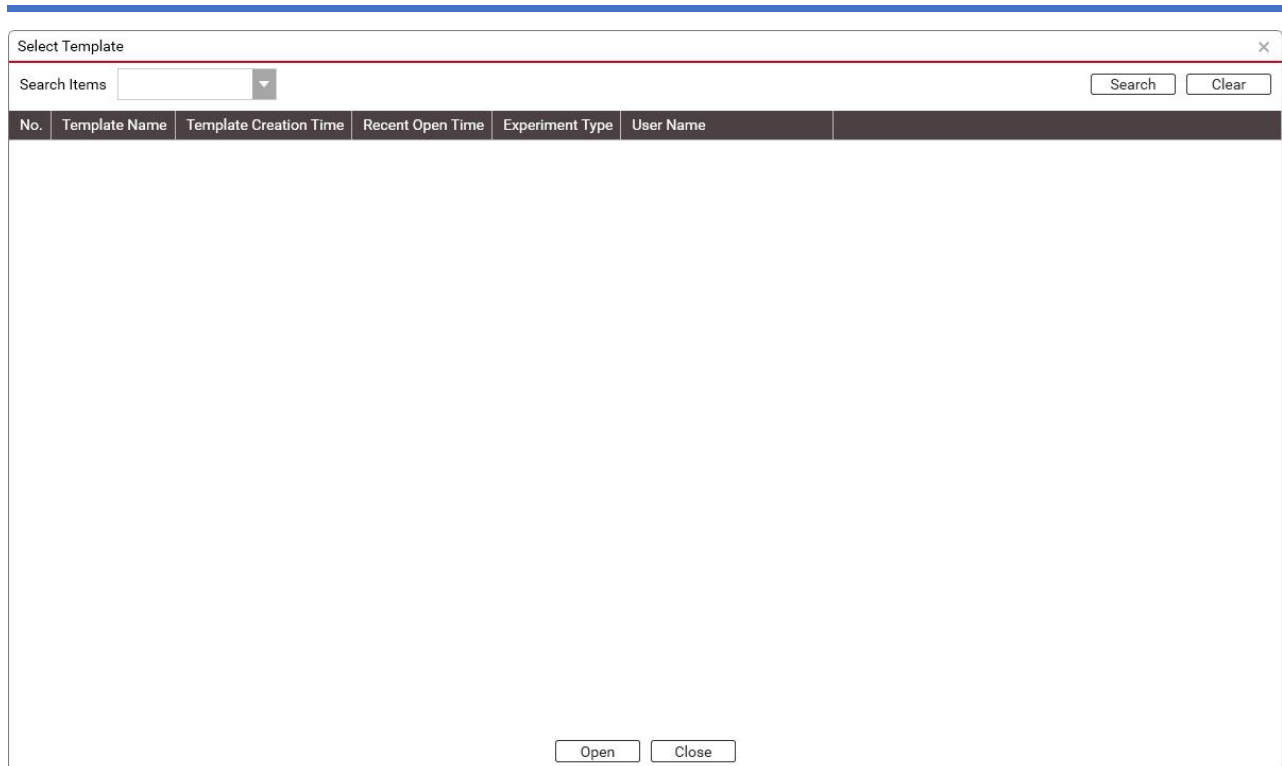 Select Template
Search Items Search Clear
No. Template Name Template Creation Time Recent Open Time Experiment Type User Name
Open Close